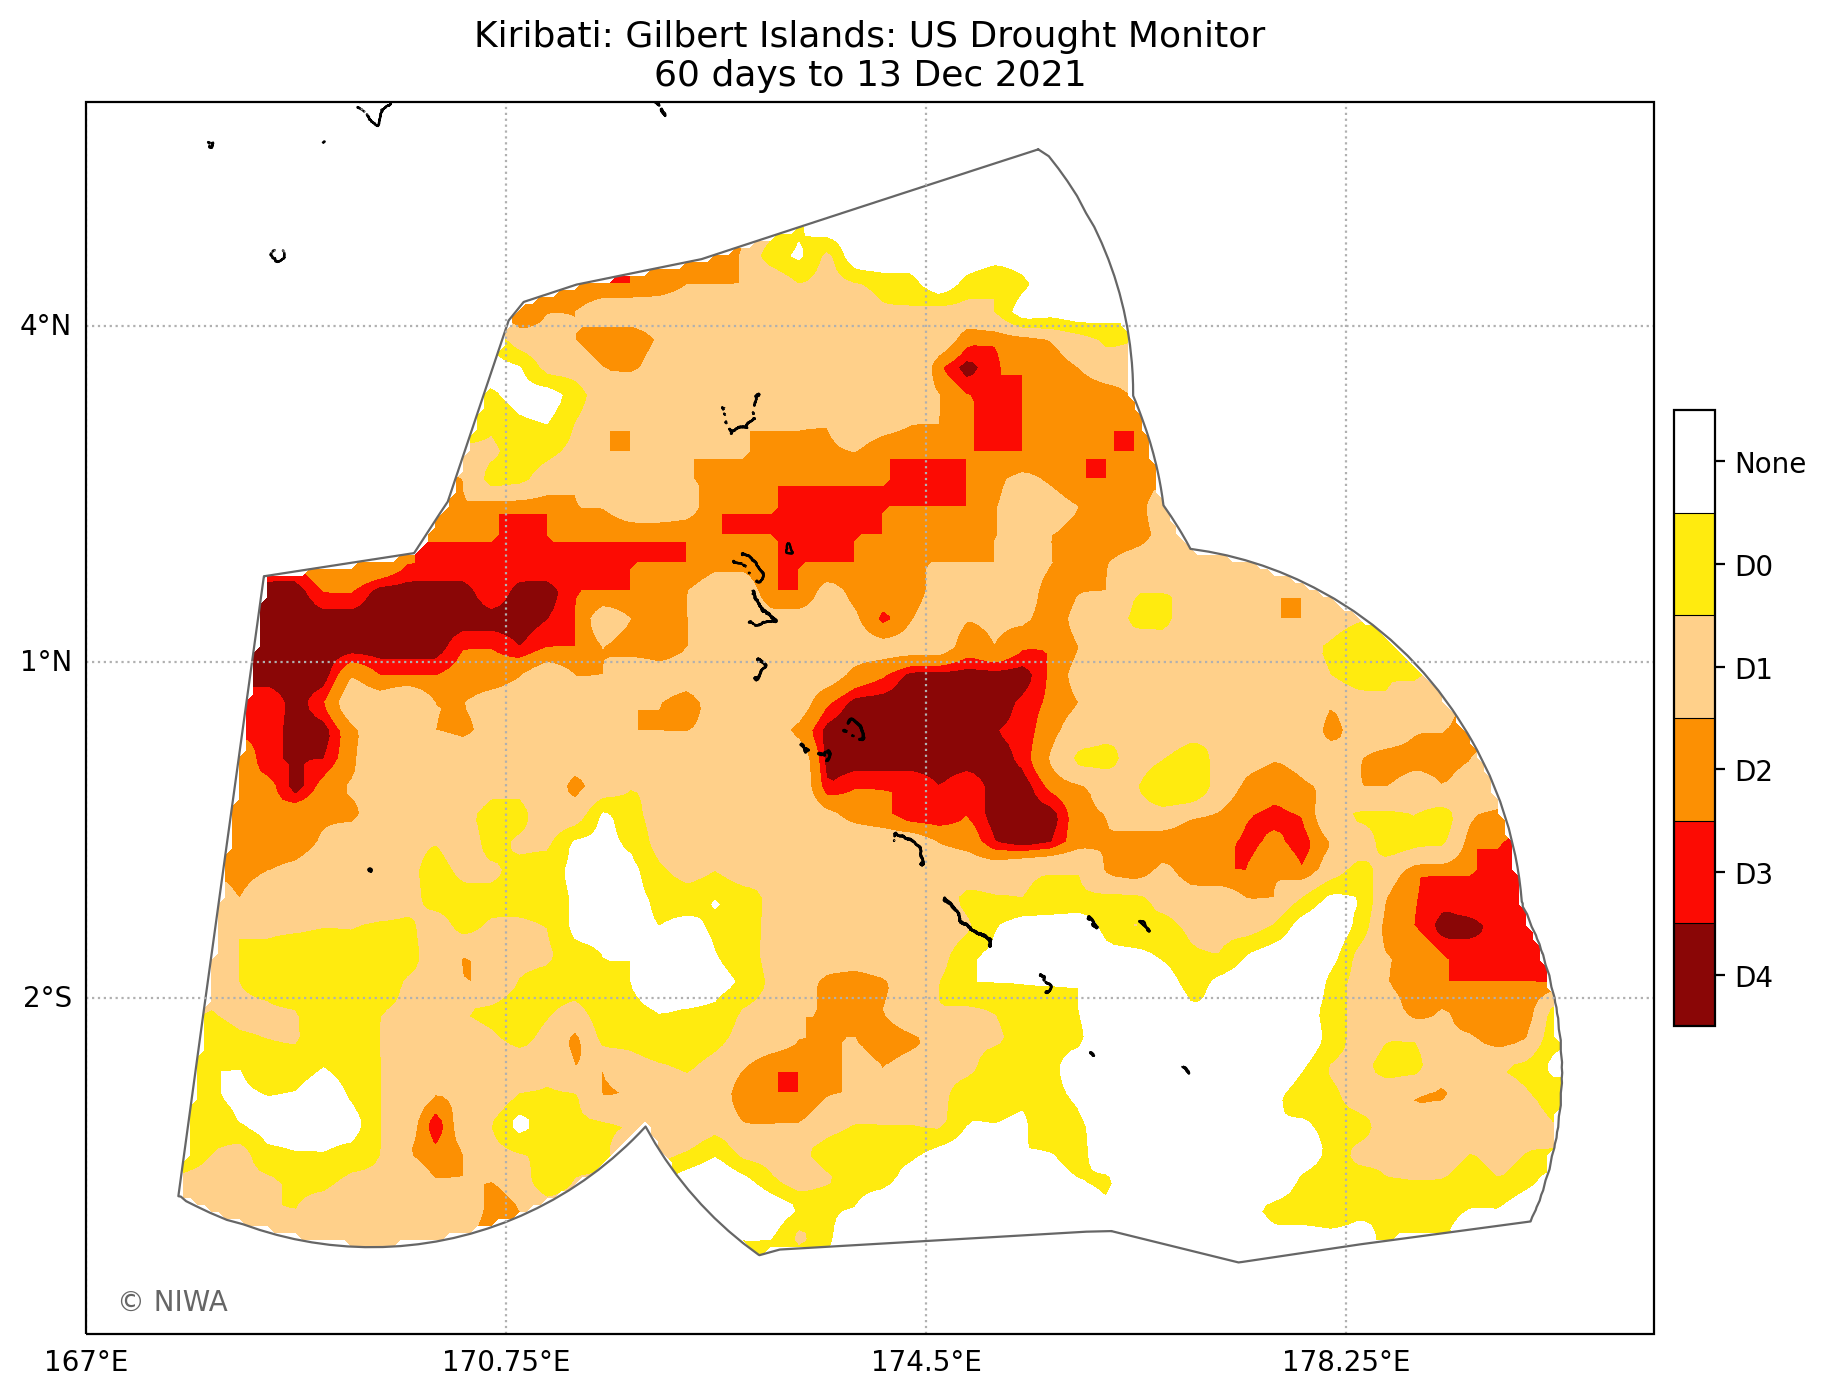 Kiribati: Gilbert Islands: US Drought Monitor
60 days to 13 Dec 2021
4°N
1°N
2°S
None
D0
D1
D2
D3
D4
© NIWA
167°E
170.75°E
174.5°E
178.25°E